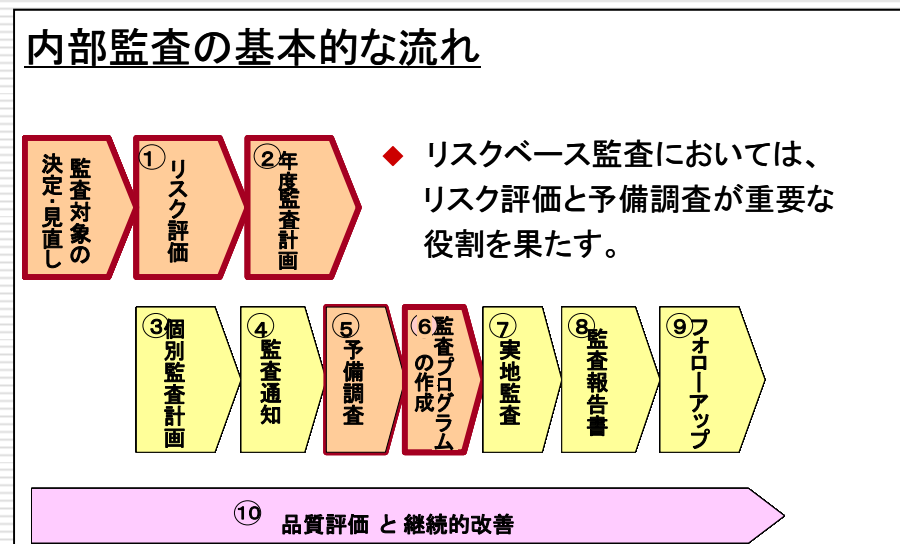 内部監査の基本的な流れ
監査対象の
決定・見直し
①
リスク評価
②
年度監査計画
◆ リスクベース監査においては、
リスク評価と予備調査が重要な
役割を果たす。
③
個別監査計画
④
監査通知
⑤
予備調査
⑥
監査プログラム
の作成
⑦
実地監査
⑧
監査報告書
⑨
フォローアップ
⑩ 品質評価 と 継続的改善